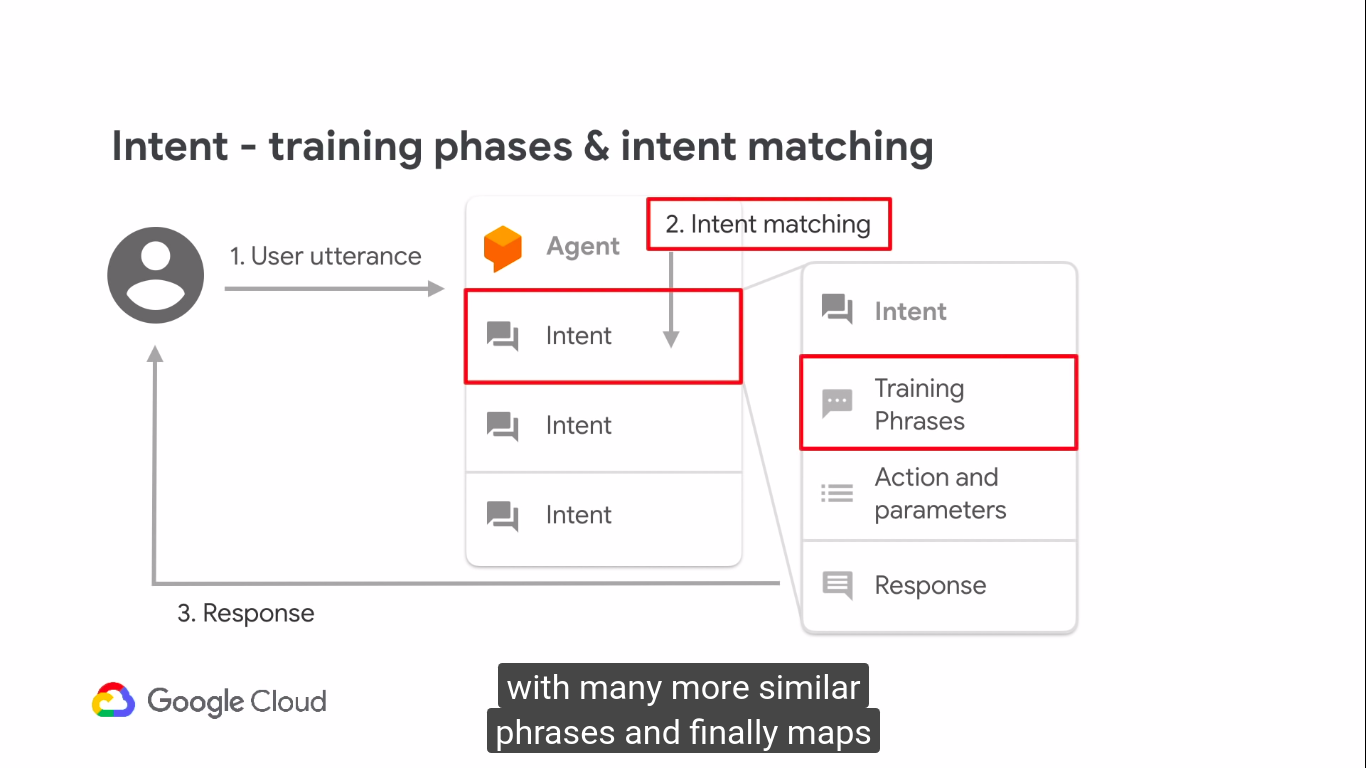 Intent - training phases & intent matching
1. User utterance
Agent
2. Intent matching
Intent
Intent
Intent
Intent
Training
Phrases
Action and
parameters
Response
3. Response
Google Cloud
with many more similar
phrases and finally maps